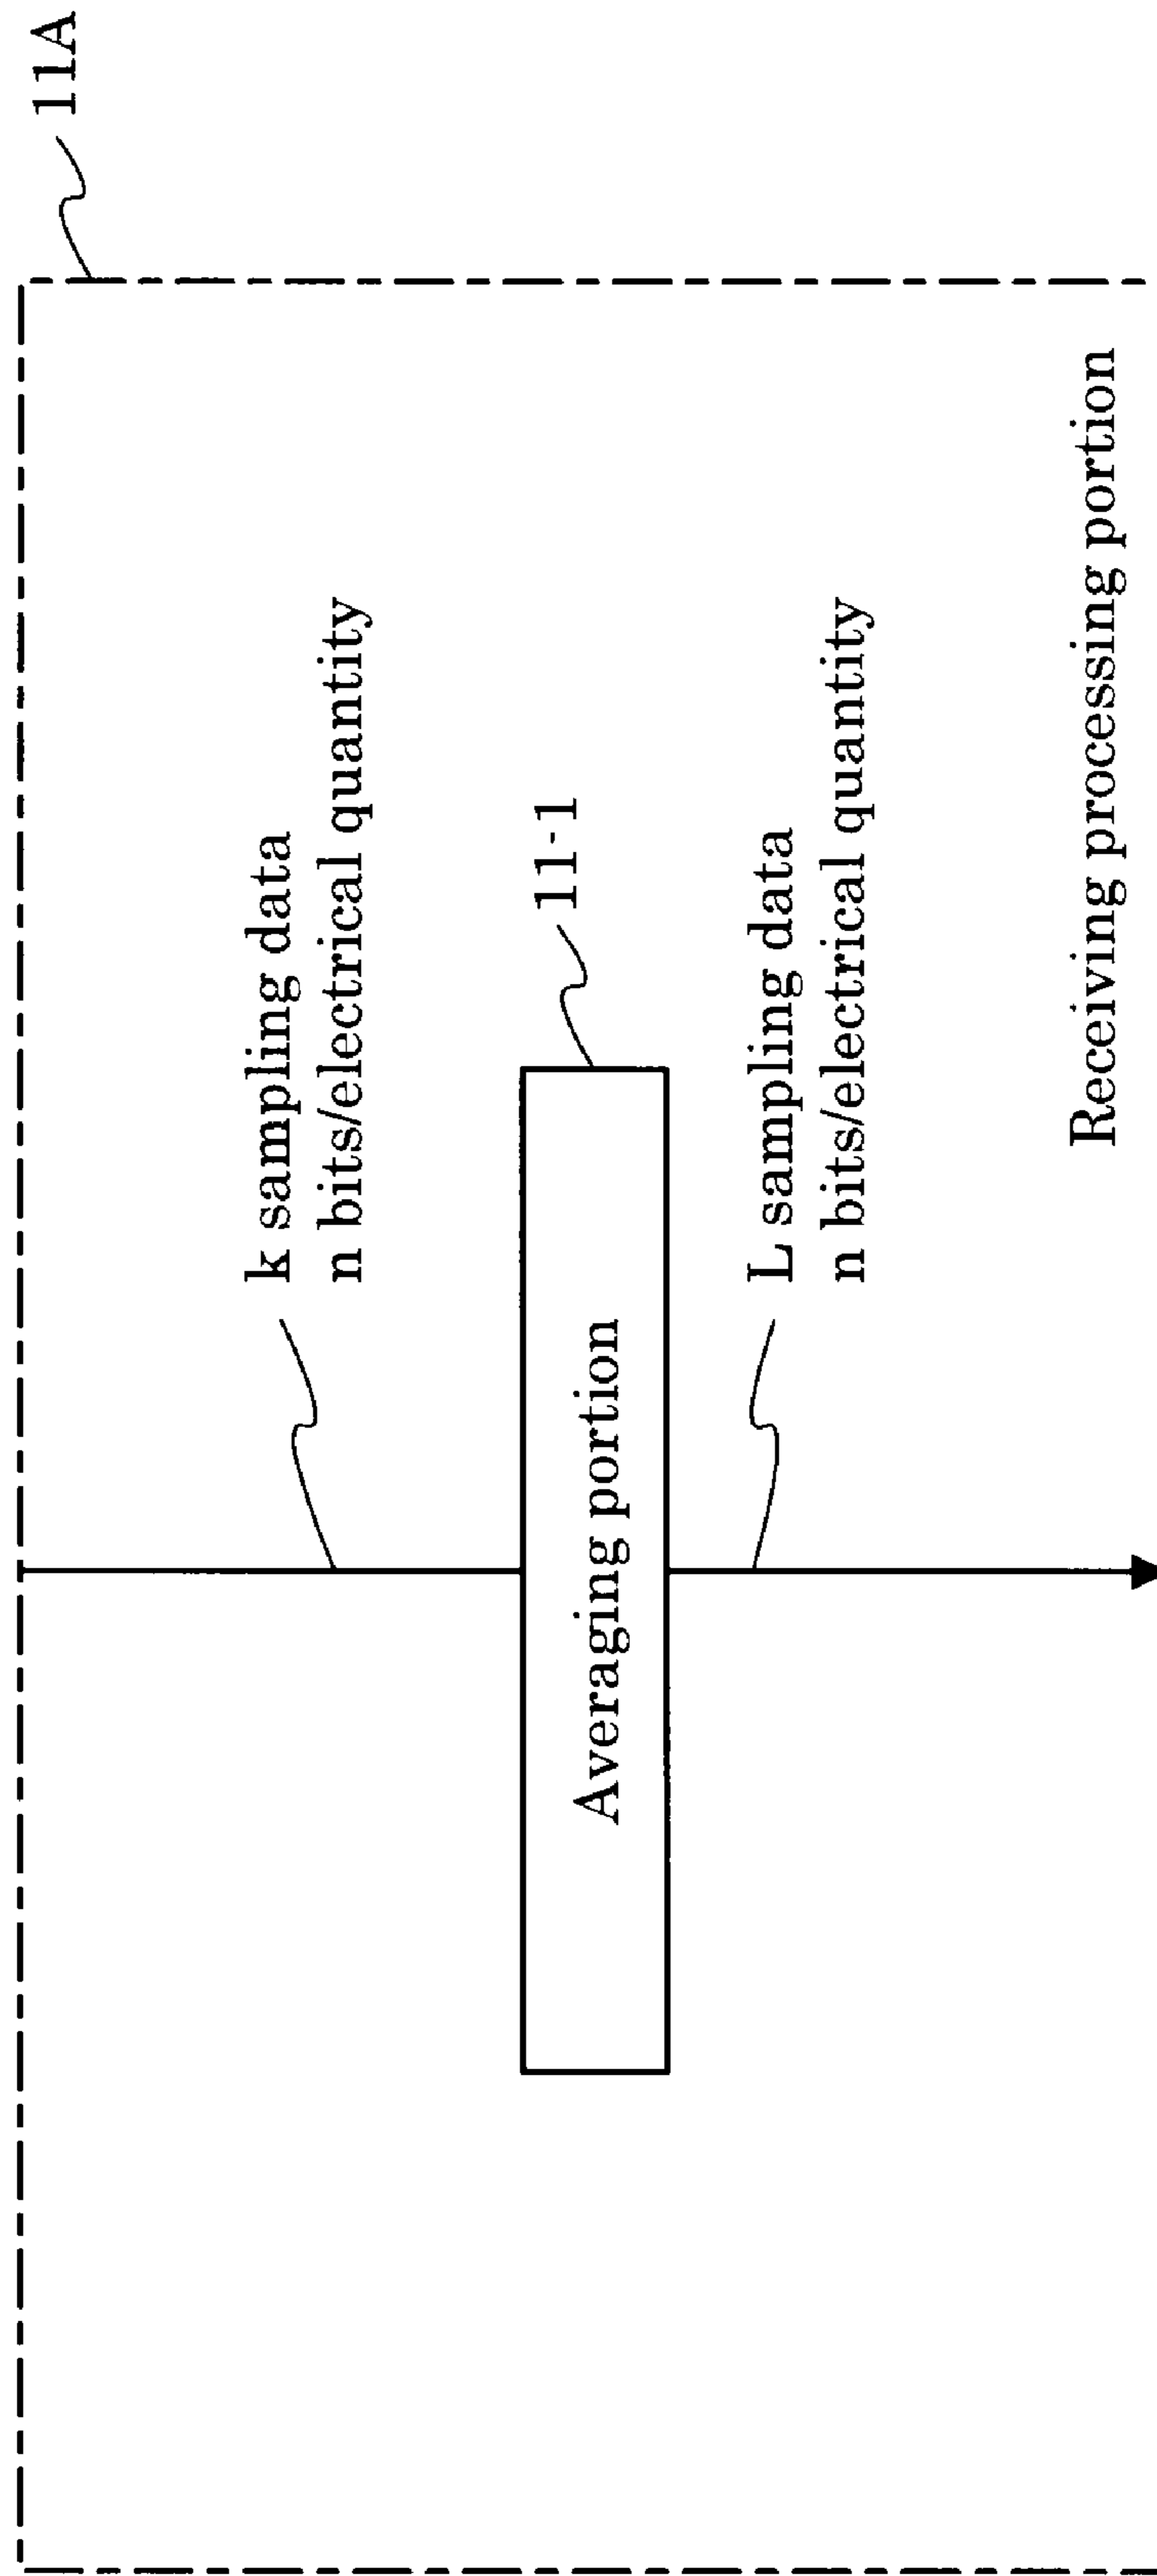 11A
k sampling data
n bits/electrical quantity
11-1
Averaging portion
L sampling data
n bits/electrical quantity
Receiving processing portion